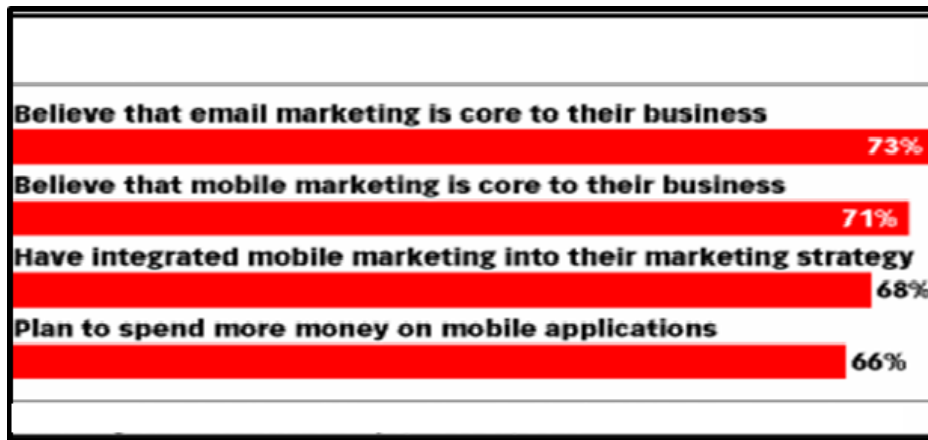 Believe that email marketing is core to their business
73%
Believe that mobile marketing is core to their business
71%
Have integrated mobile marketing into their marketing strategy
68%
Plan to spend more money on mobile applications
66%